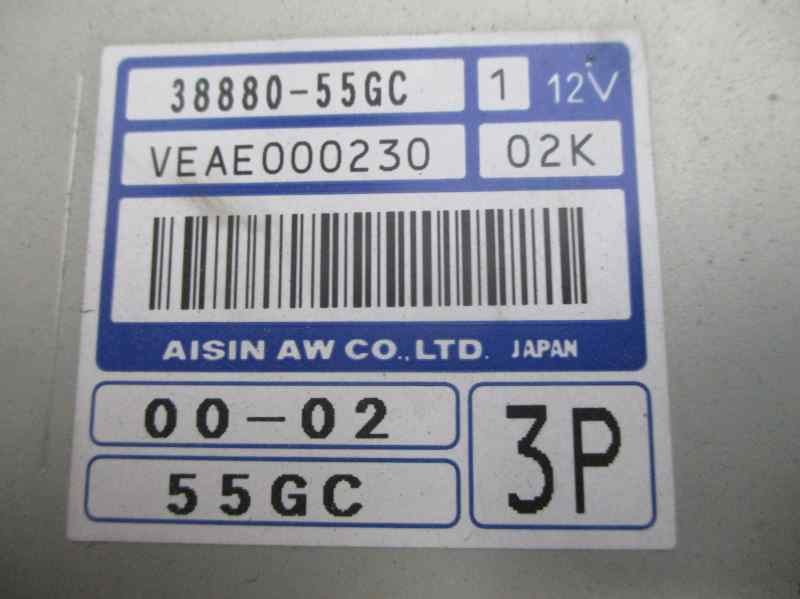 38880-55GC 1 12V
VEAE000230 02K
AISIN AW CO.,LTD. JAPAN
00-02
55GC
3P